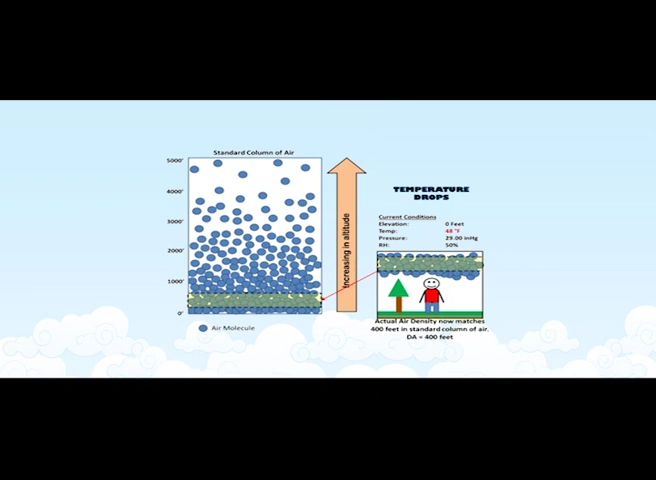 Standard Column of Air
5000'
4000'
3000'
2000'
1000'
0'
Air Molecule
Increasing in altitude
TEMPERATURE
DROPS
Current Conditions
Elevation: 0 Feet
Temp: 48 °F
Pressure: 29.00 inHg
RH: 50%
Actual Air Density now matches
400 feet in standard column of air.
DA = 400 feet